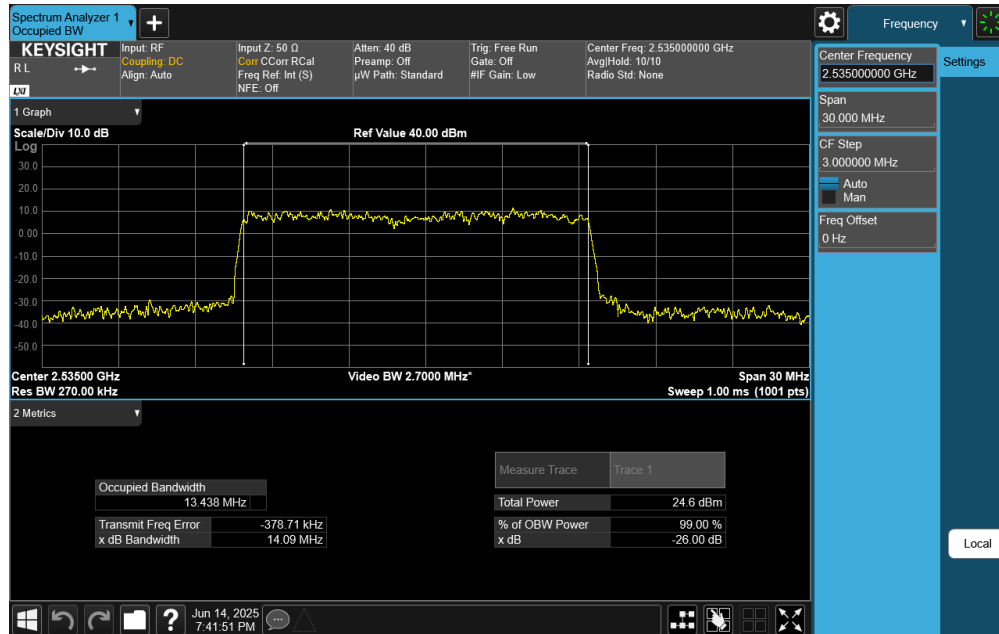 Spectrum Analyzer 1
Occupied BW
Frequency
KEYSIGHT
R L
LXI
Input: RF
Coupling: DC
Align: Auto
Input Z: 50 Ω
Corr CCorr RCal
Freq Ref: Int (S)
NFE: Off
Atten: 40 dB
Preamp: Off
µW Path: Standard
Trig: Free Run
Gate: Off
#IF Gain: Low
Center Freq: 2.535000000 GHz
Avg|Hold: 10/10
Radio Std: None
Center Frequency
2.535000000 GHz
Settings
Span
30.000 MHz
CF Step
3.000000 MHz
Auto
Man
Freq Offset
0 Hz
Local
1 Graph
Scale/Div 10.0 dB
Ref Value 40.00 dBm
Log
30.0
20.0
10.0
0.00
-10.0
-20.0
-30.0
-40.0
-50.0
Center 2.53500 GHz
Video BW 2.7000 MHz*
Span 30 MHz
Res BW 270.00 kHz
Sweep 1.00 ms (1001 pts)
2 Metrics
Measure Trace
Trace 1
Occupied Bandwidth
13.438 MHz
Total Power
24.6 dBm
Transmit Freq Error
-378.71 kHz
% of OBW Power
99.00 %
x dB Bandwidth
14.09 MHz
x dB
-26.00 dB
?
Jun 14, 2025
7:41:51 PM